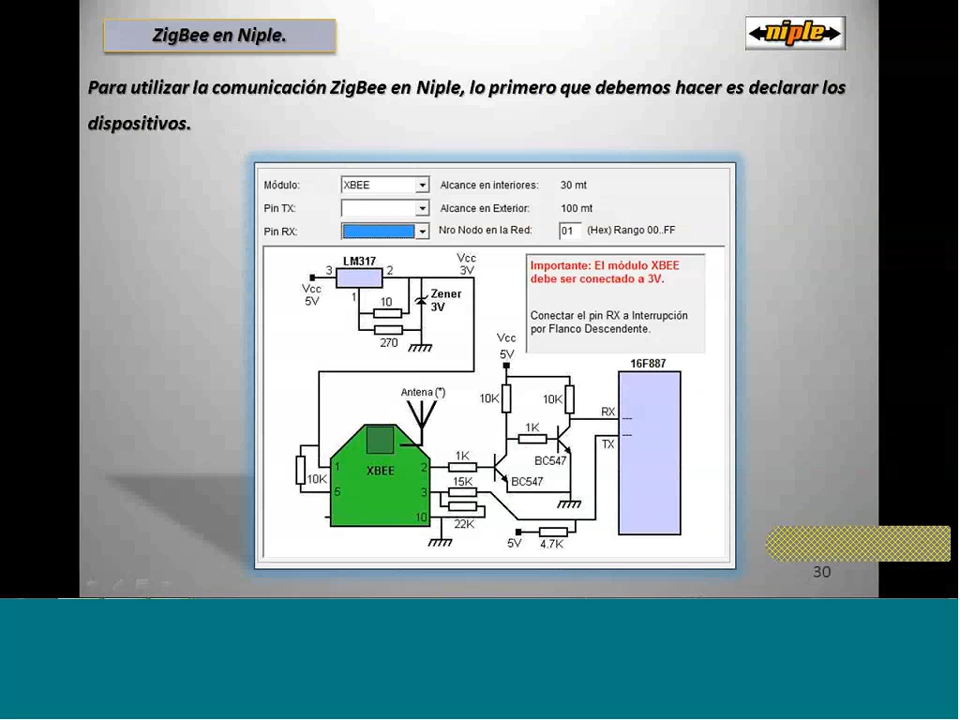 ZigBee en Niple.
niple
Para utilizar la comunicación ZigBee en Niple, lo primero que debemos hacer es declarar los
dispositivos.
Módulo: XBEE Alcance en interiores: 30 mt
Pin TX: Alcance en Exterior: 100 mt
Pin RX: Nro Nodo en la Red: 01 (Hex) Rango 00..FF
Importante: El módulo XBEE
debe ser conectado a 3V.
Conectar el pin RX a Interrupción
por Flanco Descendente.
LM317
3
2
1
Vcc
5V
Vcc
3V
Zener
3V
10
270
Vcc
5V
16F887
Antena (*)
10K
10K
RX
TX
1K
BC547
XBEE
1
5
2
3
10
10K
1K
BC547
15K
22K
5V
4.7K
30